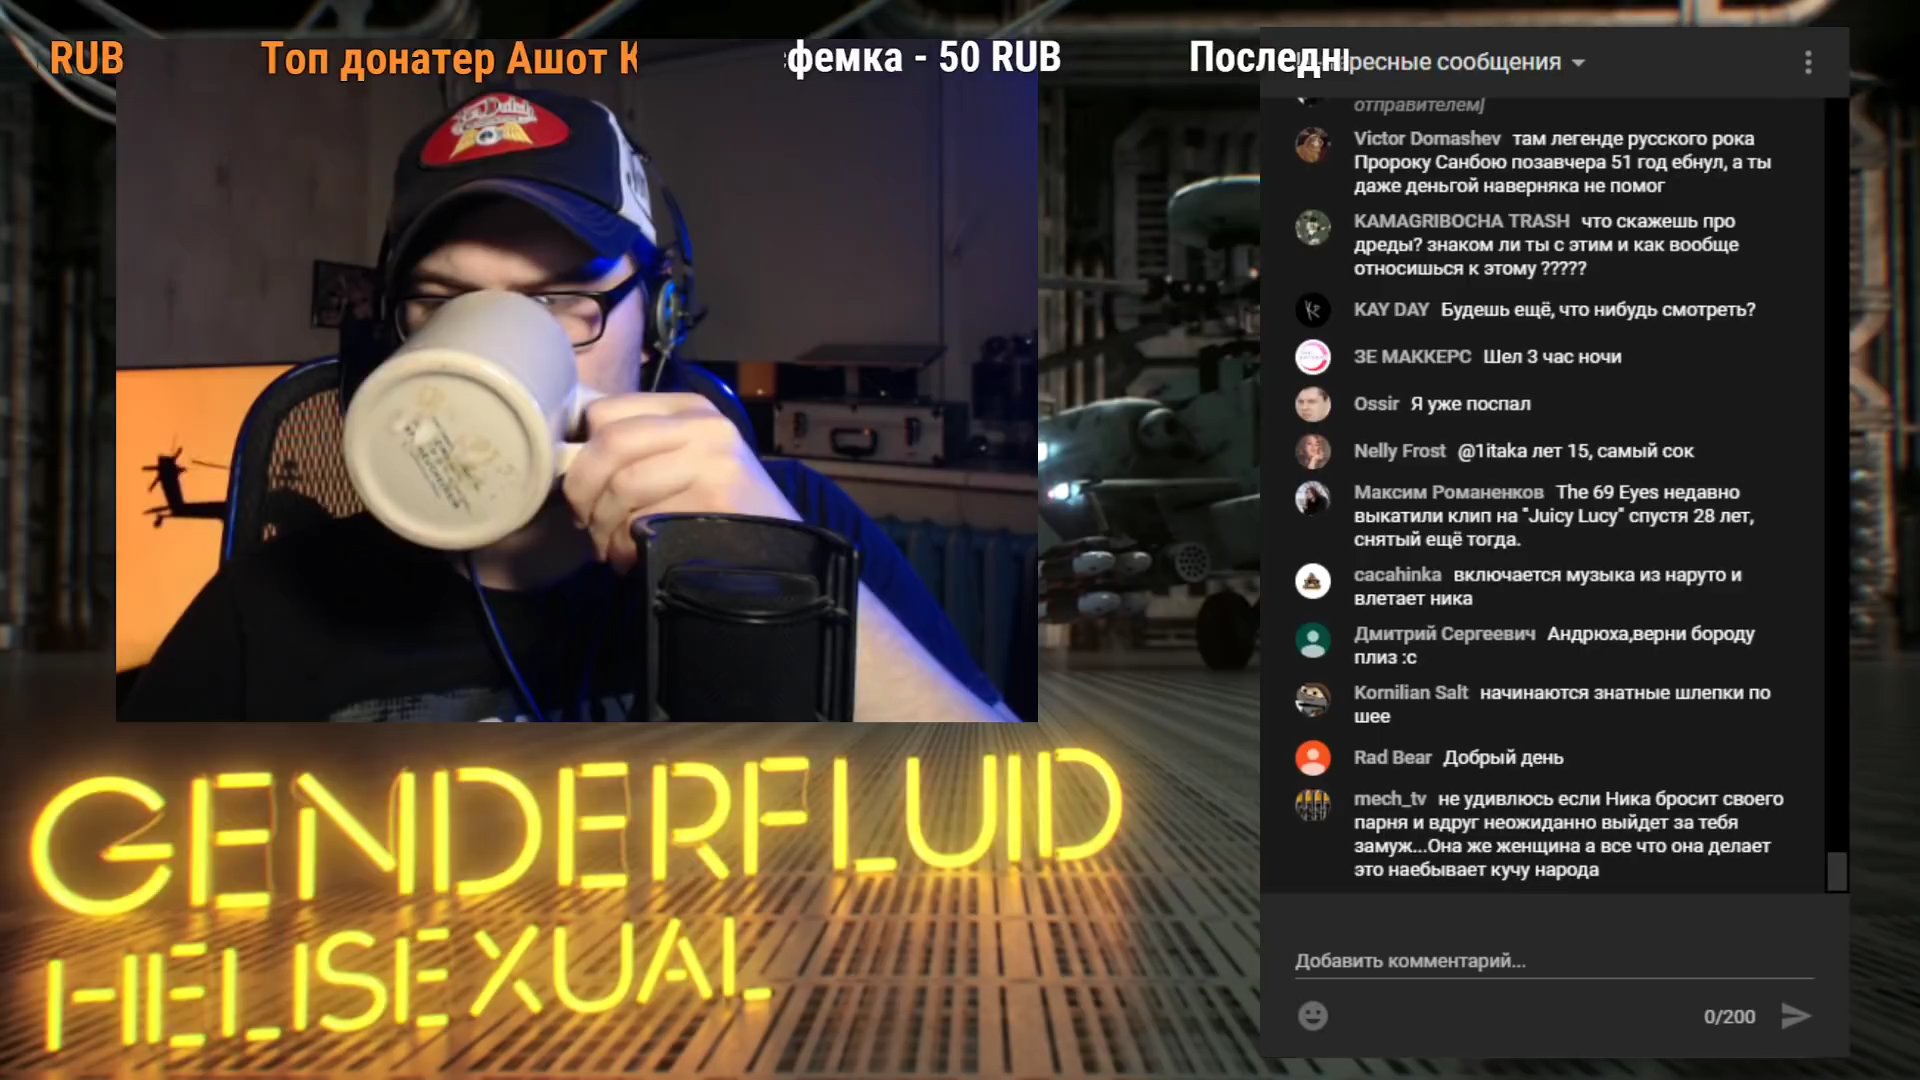 RUB
Топ донатер Ашот К
фемка - 50 RUB
Последн
ресные сообщения
отправителем]
Victor Domashev там легенде русского рока
Пророку Санбою позавчера 51 год ебнул, а ты
даже деньгой наверняка не помог
KAMAGRIBOCHA TRASH что скажешь про
дреды? знаком ли ты с этим и как вообще
относишься к этому ?????
KAY DAY Будешь ещё, что нибудь смотреть?
ЗЕ МАККЕРС Шел 3 час ночи
Ossir Я уже поспал
Nelly Frost @1itaka лет 15, самый сок
Максим Романенков The 69 Eyes недавно
выкатили клип на "Juicy Lucy" спустя 28 лет,
снятый ещё тогда.
cacahinka включается музыка из наруто и
влетает ника
Дмитрий Сергеевич Андрюха,верни бороду
плиз :с
Kornilian Salt начинаются знатные шлепки по
шее
Rad Bear Добрый день
mech_tv не удивлюсь если Ника бросит своего
парня и вдруг неожиданно выйдет за тебя
замуж...Она же женщина а все что она делает
это наебывает кучу народа
Добавить комментарий...
0/200
GENDERFLUID
HELISEXUAL